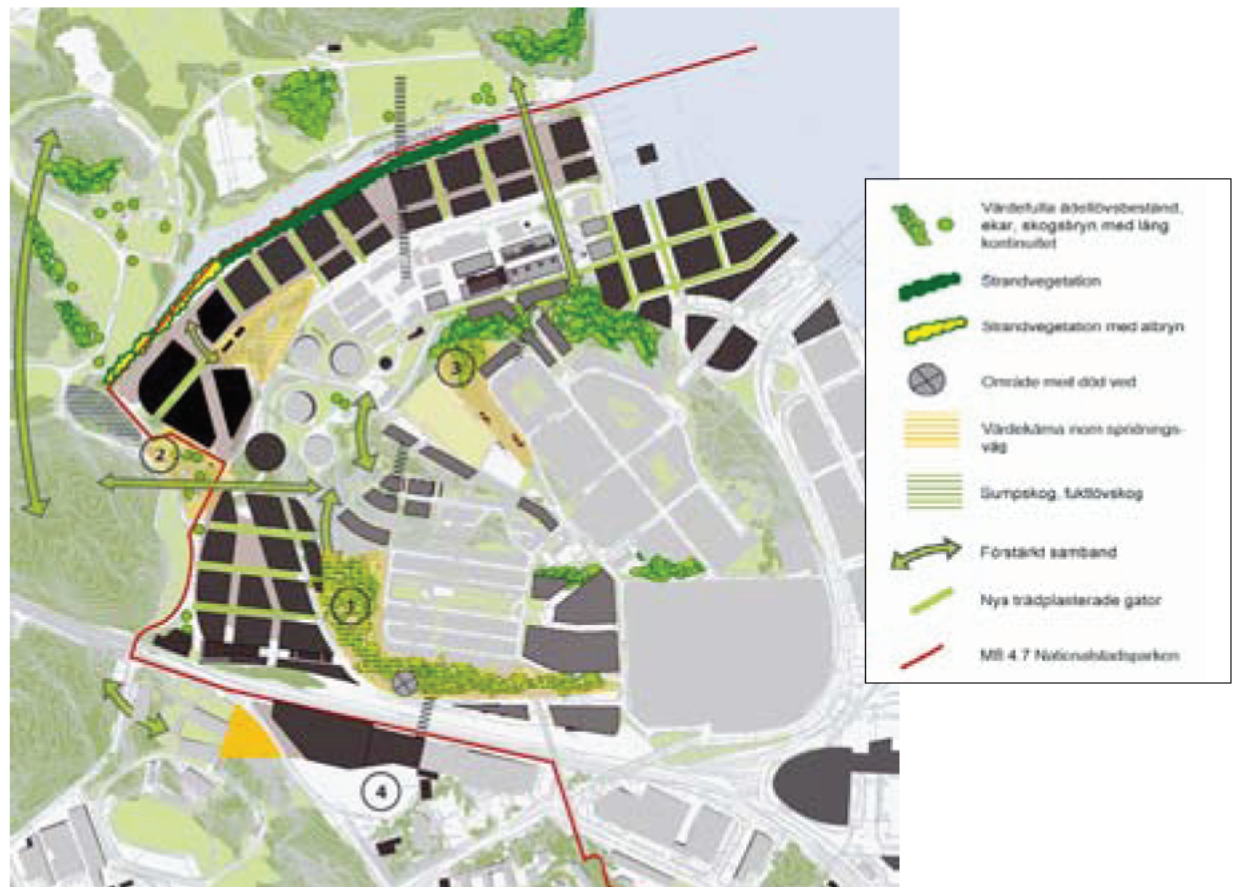 2
3
1
4
Värdefulla ädellövsbestånd,
ekar, skogsbryn med lång
kontinuitet
Strandvegetation
Strandvegetation med albryn
Område med död ved
Värdekärna inom spridnings-
väg
Sumpskog, fuktlövskog
Förstärkt samband
Nya trädplanterade gator
MB 4:7 Nationalstadsparken